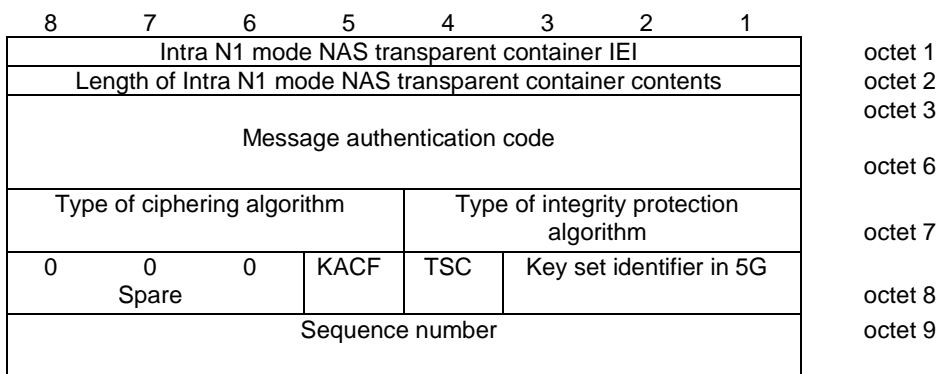 8 7 6 5 4 3 2 1
Intra N1 mode NAS transparent container IEI octet 1
Length of Intra N1 mode NAS transparent container contents octet 2
octet 3
Message authentication code
octet 6
Type of ciphering algorithm Type of integrity protection
algorithm octet 7
0 0 0 KACF TSC Key set identifier in 5G
Spare octet 8
Sequence number octet 9